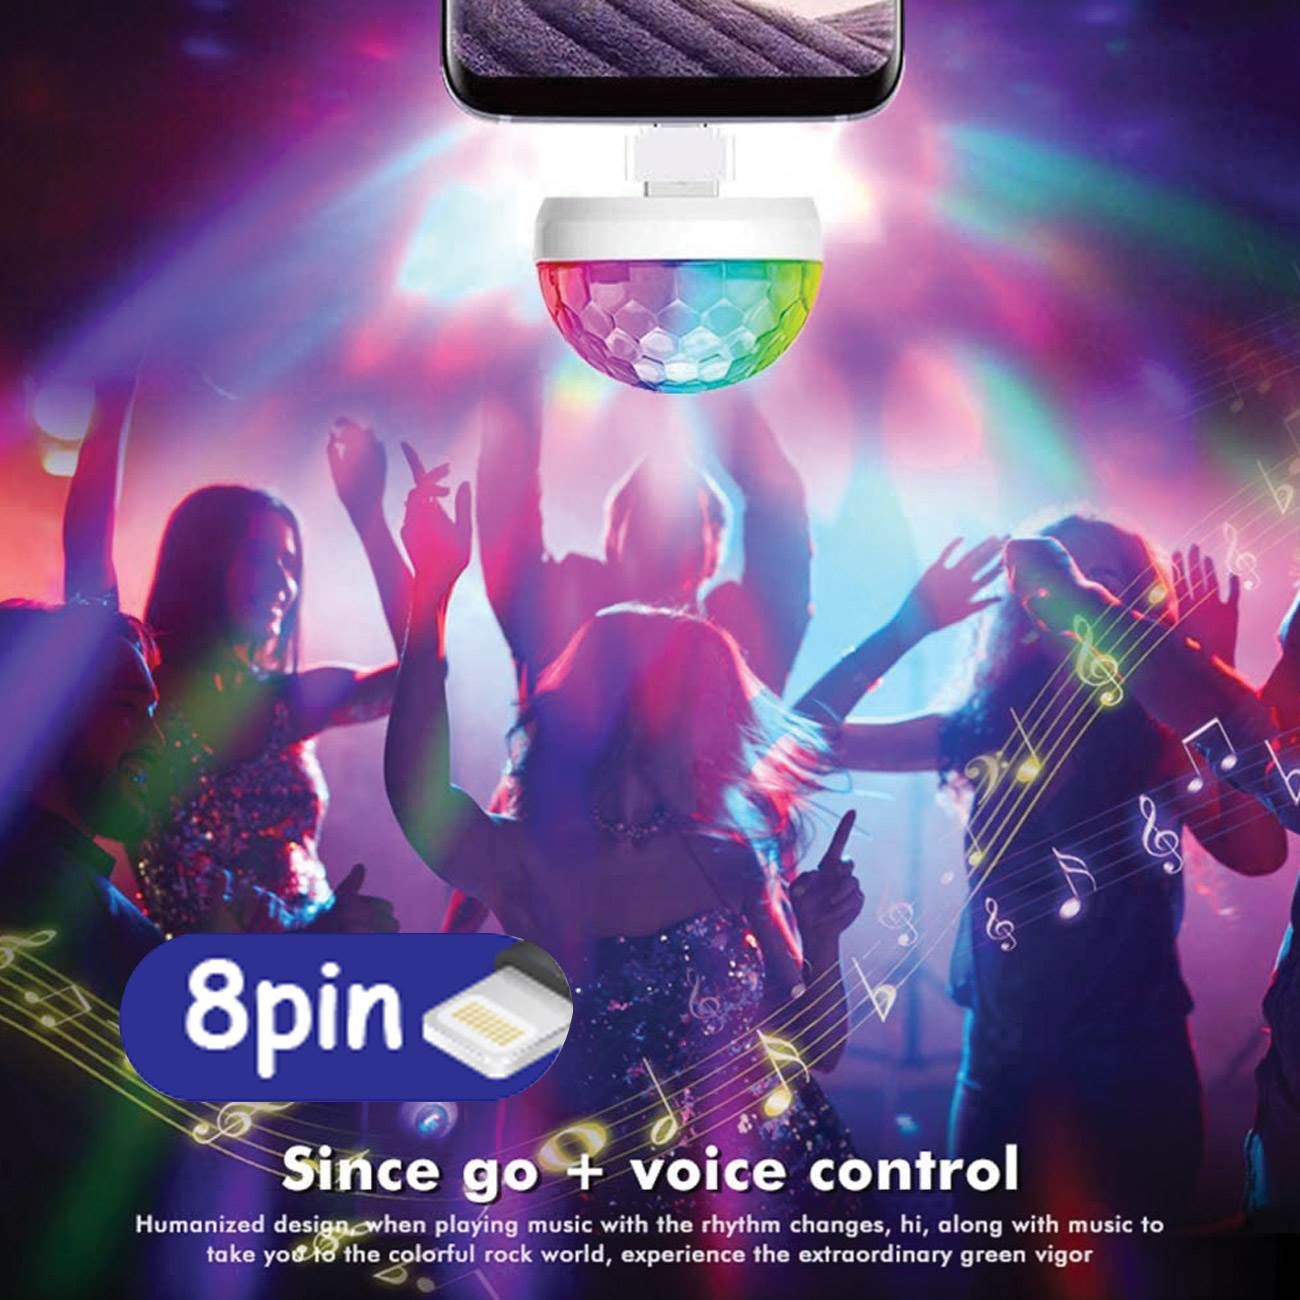 8pin
Since go + voice control
Humanized design, when playing music with the rhythm changes, hi, along with music to
take you to the colorful rock world, experience the extraordinary green vigor